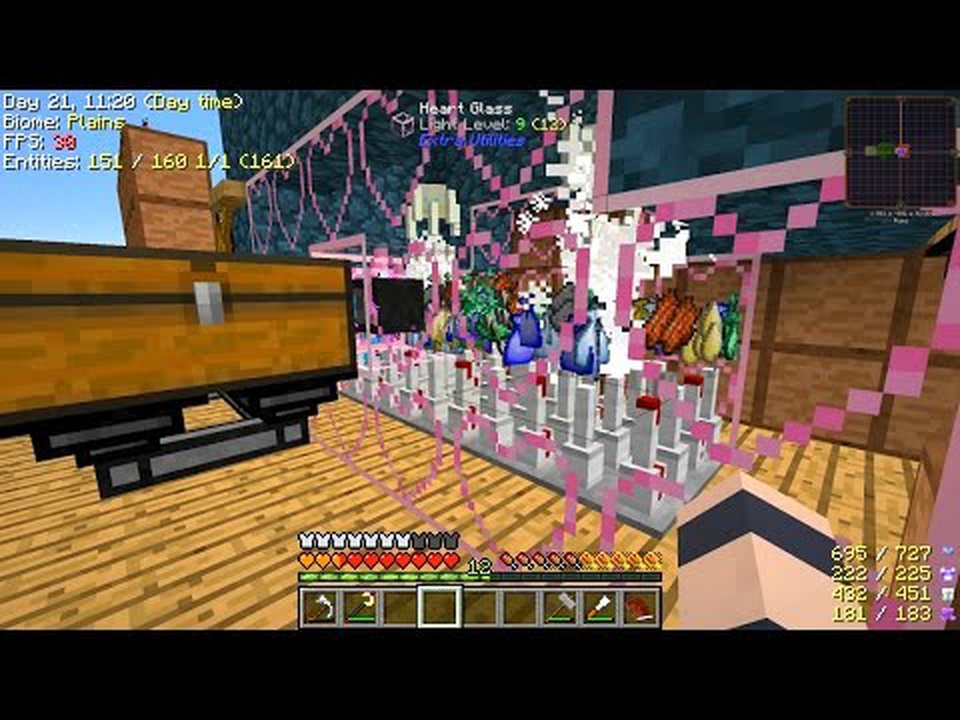 Day 21, 11:20 (Day time)
Biome: Plains
FPS: 30
Entities: 151 / 160 1/1 (161)
Heart Glass
Light Level: 9 (12)
Extra Utilities
12
695 / 727
222 / 225
432 / 451
181 / 183